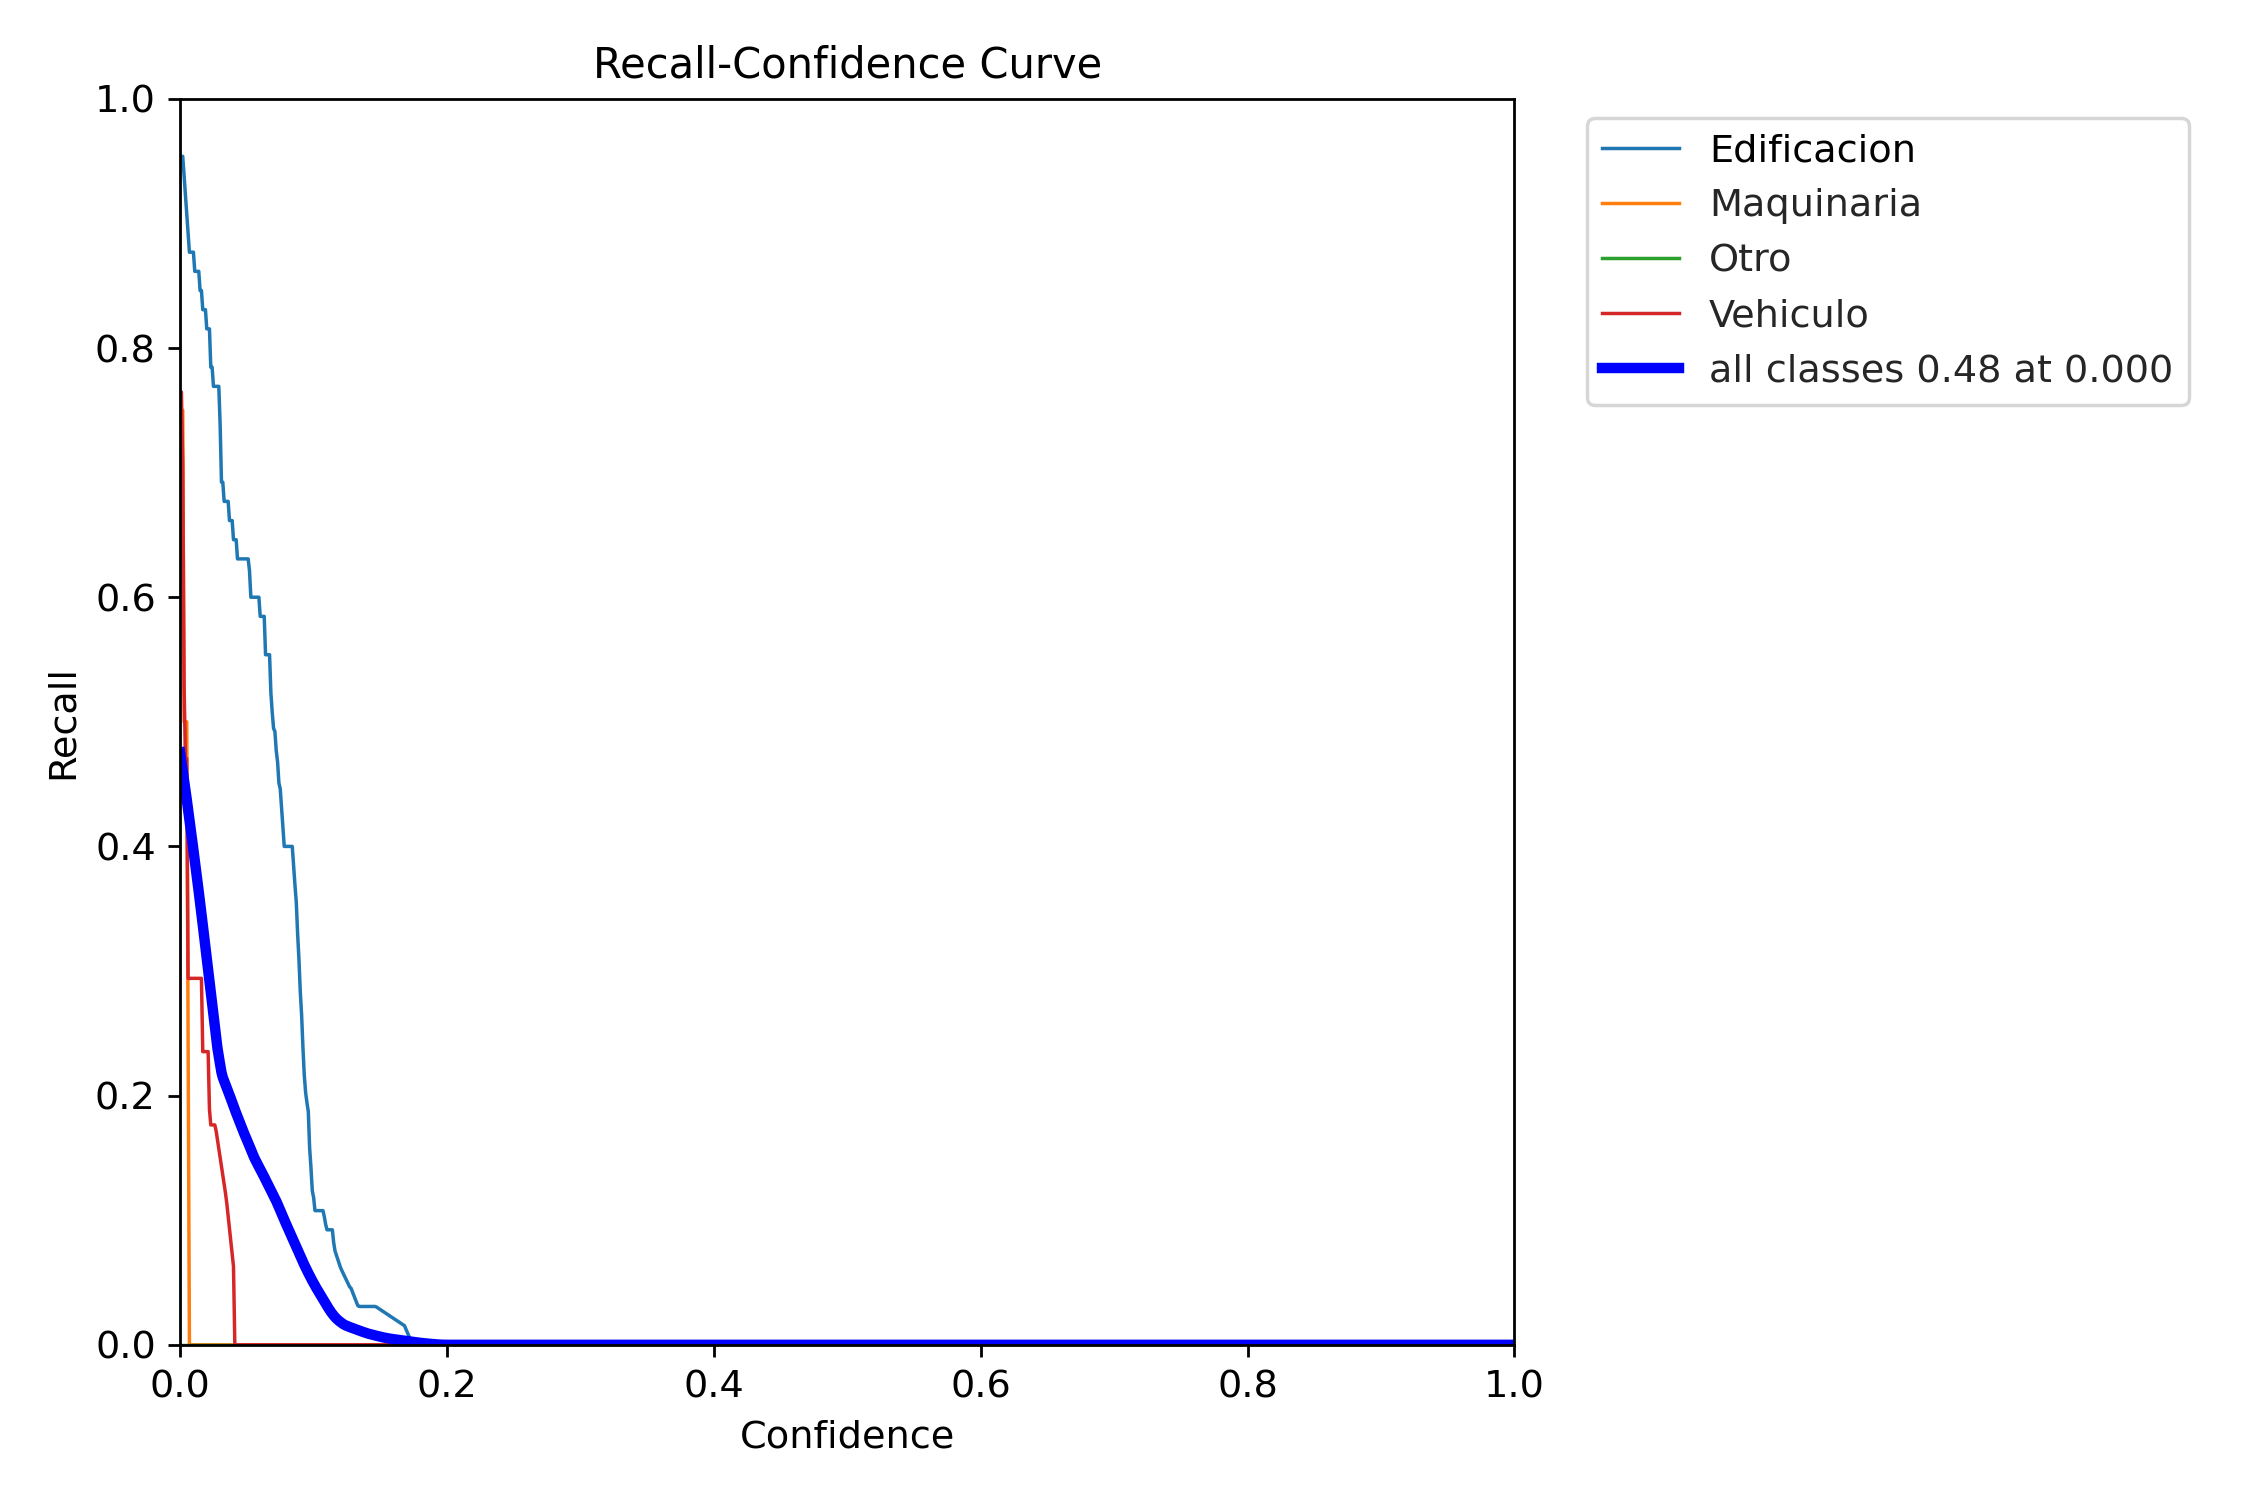 Recall-Confidence Curve
1.0
0.8
0.6
0.4
0.2
0.0
Recall
0.0 0.2 0.4 0.6 0.8 1.0
Confidence
Edificacion
Maquinaria
Otro
Vehiculo
all classes 0.48 at 0.000